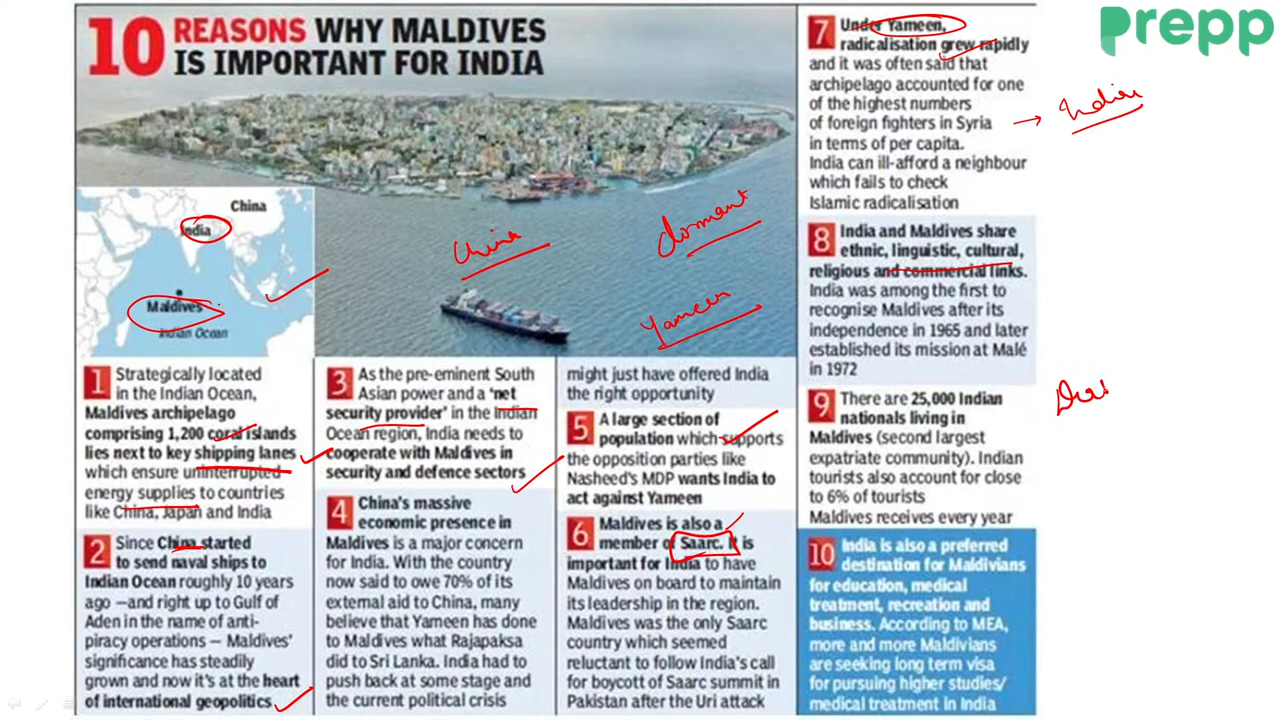 10 REASONS WHY MALDIVES
IS IMPORTANT FOR INDIA
China
India
Maldives
Indian Ocean
China
dormant
Yameen
1 Strategically located
in the Indian Ocean,
Maldives archipelago
comprising 1,200 coral islands
lies next to key shipping lanes
which ensure uninterrupted
energy supplies to countries
like China, Japan and India
2 Since China started
to send naval ships to
Indian Ocean roughly 10 years
ago —and right up to Gulf of
Aden in the name of anti-
piracy operations — Maldives'
significance has steadily
grown and now it's at the heart
of international geopolitics
3 As the pre-eminent South
Asian power and a 'net
security provider' in the Indian
Ocean region, India needs to
cooperate with Maldives in
security and defence sectors
4 China's massive
economic presence in
Maldives is a major concern
for India. With the country
now said to owe 70% of its
external aid to China, many
believe that Yameen has done
to Maldives what Rajapaksa
did to Sri Lanka. India had to
push back at some stage and
the current political crisis
might just have offered India
the right opportunity
5 A large section of
population which supports
the opposition parties like
Nasheed's MDP wants India to
act against Yameen
6 Maldives is also a
member of Saarc. It is
important for India to have
Maldives on board to maintain
its leadership in the region.
Maldives was the only Saarc
country which seemed
reluctant to follow India's call
for boycott of Saarc summit in
Pakistan after the Uri attack
7 Under Yameen,
radicalisation grew rapidly
and it was often said that
archipelago accounted for one
of the highest numbers
of foreign fighters in Syria
in terms of per capita.
India can ill-afford a neighbour
which fails to check
Islamic radicalisation
8 India and Maldives share
ethnic, linguistic, cultural,
religious and commercial links.
India was among the first to
recognise Maldives after its
independence in 1965 and later
established its mission at Malé
in 1972
9 There are 25,000 Indian
nationals living in
Maldives (second largest
expatriate community). Indian
tourists also account for close
to 6% of tourists
Maldives receives every year
10 India is also a preferred
destination for Maldivians
for education, medical
treatment, recreation and
business. According to MEA,
more and more Maldivians
are seeking long term visa
for pursuing higher studies/
medical treatment in India
prepp
India